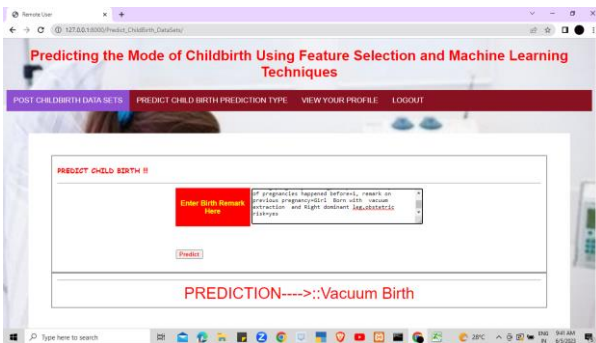 Remote User
127.0.0.1:8000/Predict_ChildBirth_DataSets/
Predicting the Mode of Childbirth Using Feature Selection and Machine Learning
Techniques
POST CHILDBIRTH DATA SETS PREDICT CHILD BIRTH PREDICTION TYPE VIEW YOUR PROFILE LOGOUT
PREDICT CHILD BIRTH !!
Enter Birth Remark
Here
of pregnancies happened before=1, remark on
previous pregnancy=Girl Born with vacuum
extraction and Right dominant leg,obstetric
risk=yes
Predict
PREDICTION---->::Vacuum Birth
Type here to search
28°C
ENG
IN
9:41 AM
6/5/2023